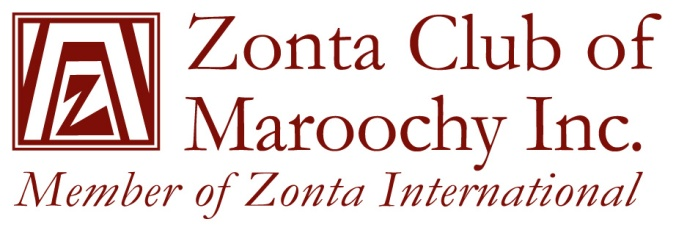 Zonta Club of
Maroochy Inc.
Member of Zonta International